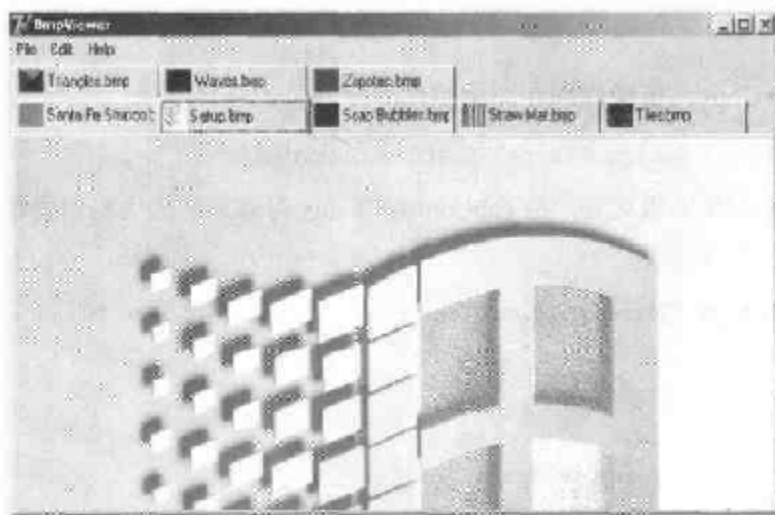 BmpViewer
File Edit Help
Triangles.bmp Waves.bmp Zapotec.bmp
Santa Fe Stucco.b Setup.bmp Soap Bubbles.bmp Straw Mat.bmp Tiles.bmp